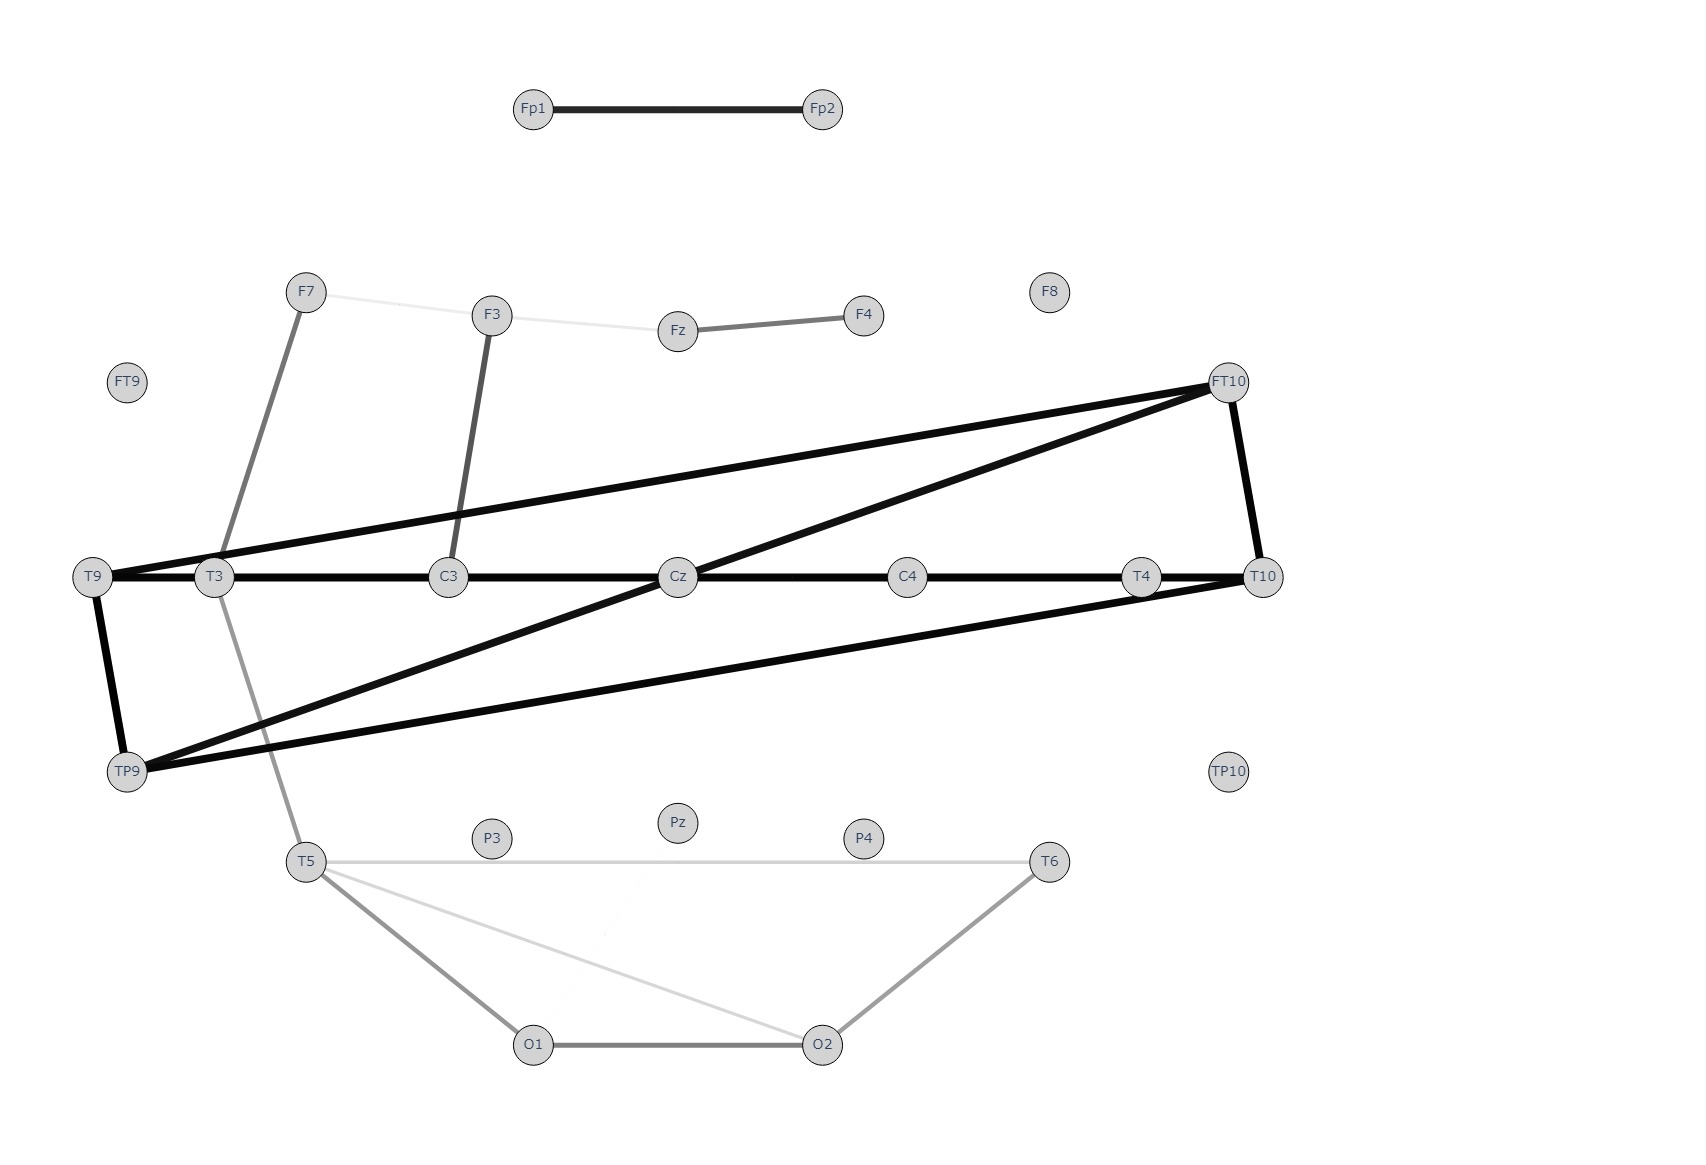 Fp1 Fp2
F7 F3 Fz F4 F8
FT9 FT10
T9 T3 C3 Cz C4 T4 T10
TP9 TP10
T5 P3 Pz P4 T6
O1 O2